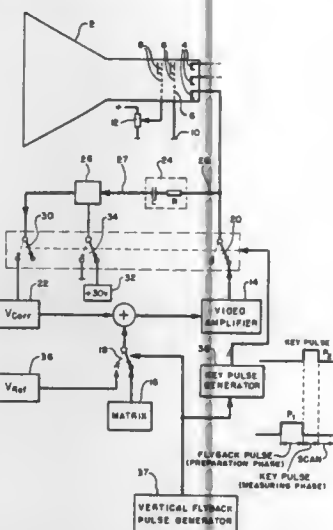 2
8 6 4
+
12
6
10
26
27
24
28
R
30
34
20
32
+30v
22
14
VCorr
+
VIDEO
AMPLIFIER
36
VRef
18
16
MATRIX
KEY PULSE
GENERATOR
KEY PULSE
P2
P1
FLYBACK PULSE
(PREPARATION PHASE)
SCAN
KEY PULSE
(MEASURING PHASE)
37
VERTICAL FLYBACK
PULSE GENERATOR